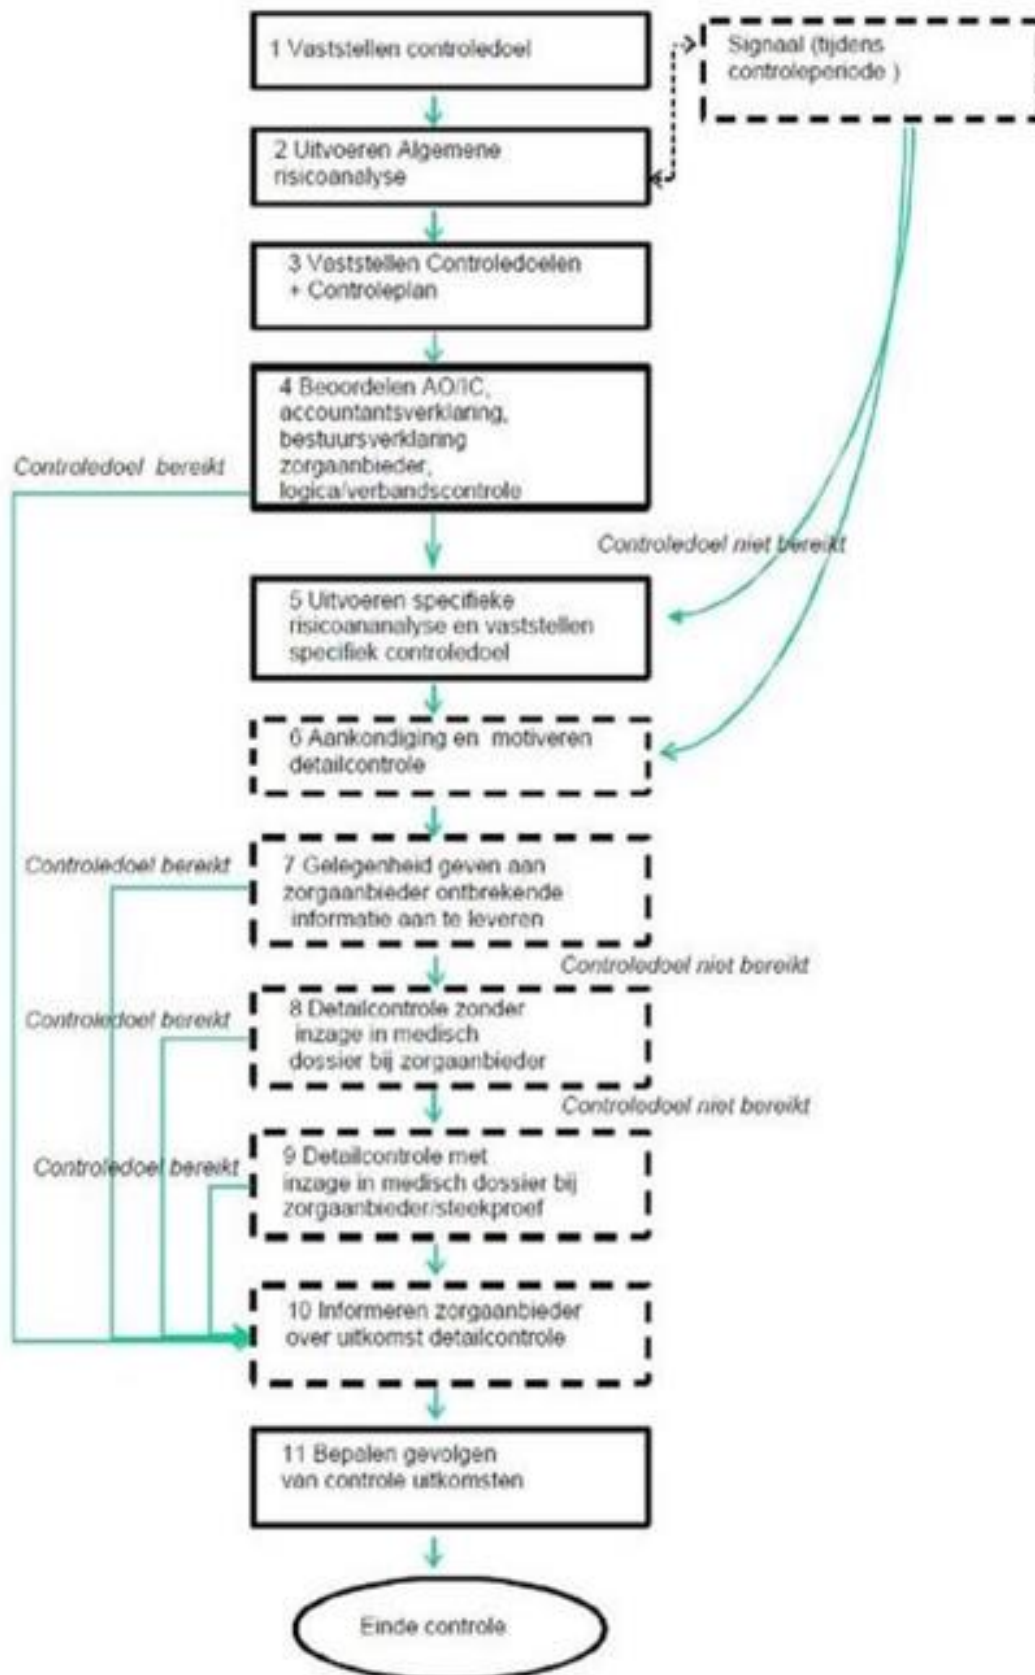 1 Vaststellen controledoel
Signaal (tijdens
controleperiode )
2 Uitvoeren Algemene
risicoanalyse
3 Vaststellen Controledoelen
+ Controleplan
4 Beoordelen AO/IC,
accountantsverklaring,
bestuursverklaring
zorgaanbieder,
logica/verbandscontrole
Controledoel bereikt
Controledoel niet bereikt
5 Uitvoeren specifieke
risicoananalyse en vaststellen
specifiek controledoel
6 Aankondiging en motiveren
detailcontrole
Controledoel bereikt
7 Gelegenheid geven aan
zorgaanbieder ontbrekende
informatie aan te leveren
Controledoel niet bereikt
Controledoel bereikt
8 Detailcontrole zonder
inzage in medisch
dossier bij zorgaanbieder
Controledoel niet bereikt
Controledoel bereikt
9 Detailcontrole met
inzage in medisch dossier bij
zorgaanbieder/steekproef
10 Informeren zorgaanbieder
over uitkomst detailcontrole
11 Bepalen gevolgen
van controle uitkomsten
Einde controle